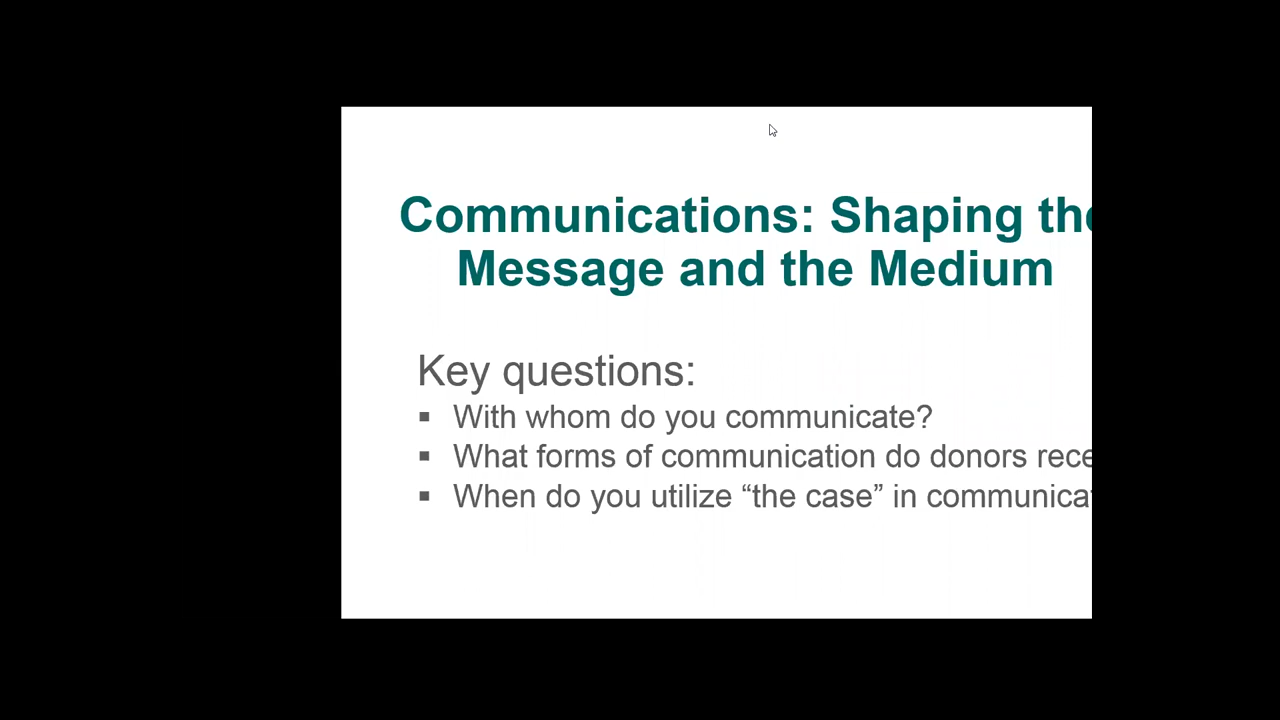 Communications: Shaping the
Message and the Medium
Key questions:
▪ With whom do you communicate?
▪ What forms of communication do donors rece
▪ When do you utilize “the case” in communica